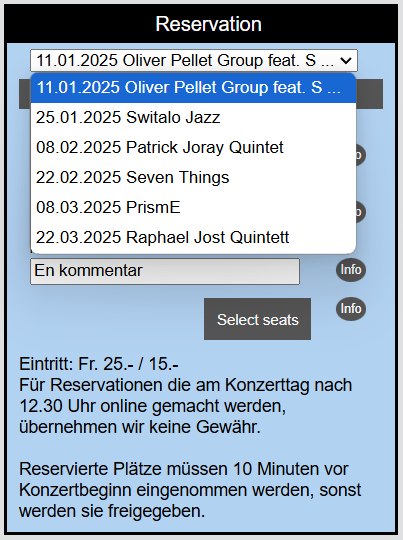 Reservation
11.01.2025 Oliver Pellet Group feat. S ...
11.01.2025 Oliver Pellet Group feat. S ...
25.01.2025 Switalo Jazz
08.02.2025 Patrick Joray Quintet
22.02.2025 Seven Things
08.03.2025 PrismE
22.03.2025 Raphael Jost Quintett
En kommentar
Info
Select seats
Info
Eintritt: Fr. 25.- / 15.-
Für Reservationen die am Konzerttag nach
12.30 Uhr online gemacht werden,
übernehmen wir keine Gewähr.
Reservierte Plätze müssen 10 Minuten vor
Konzertbeginn eingenommen werden, sonst
werden sie freigegeben.